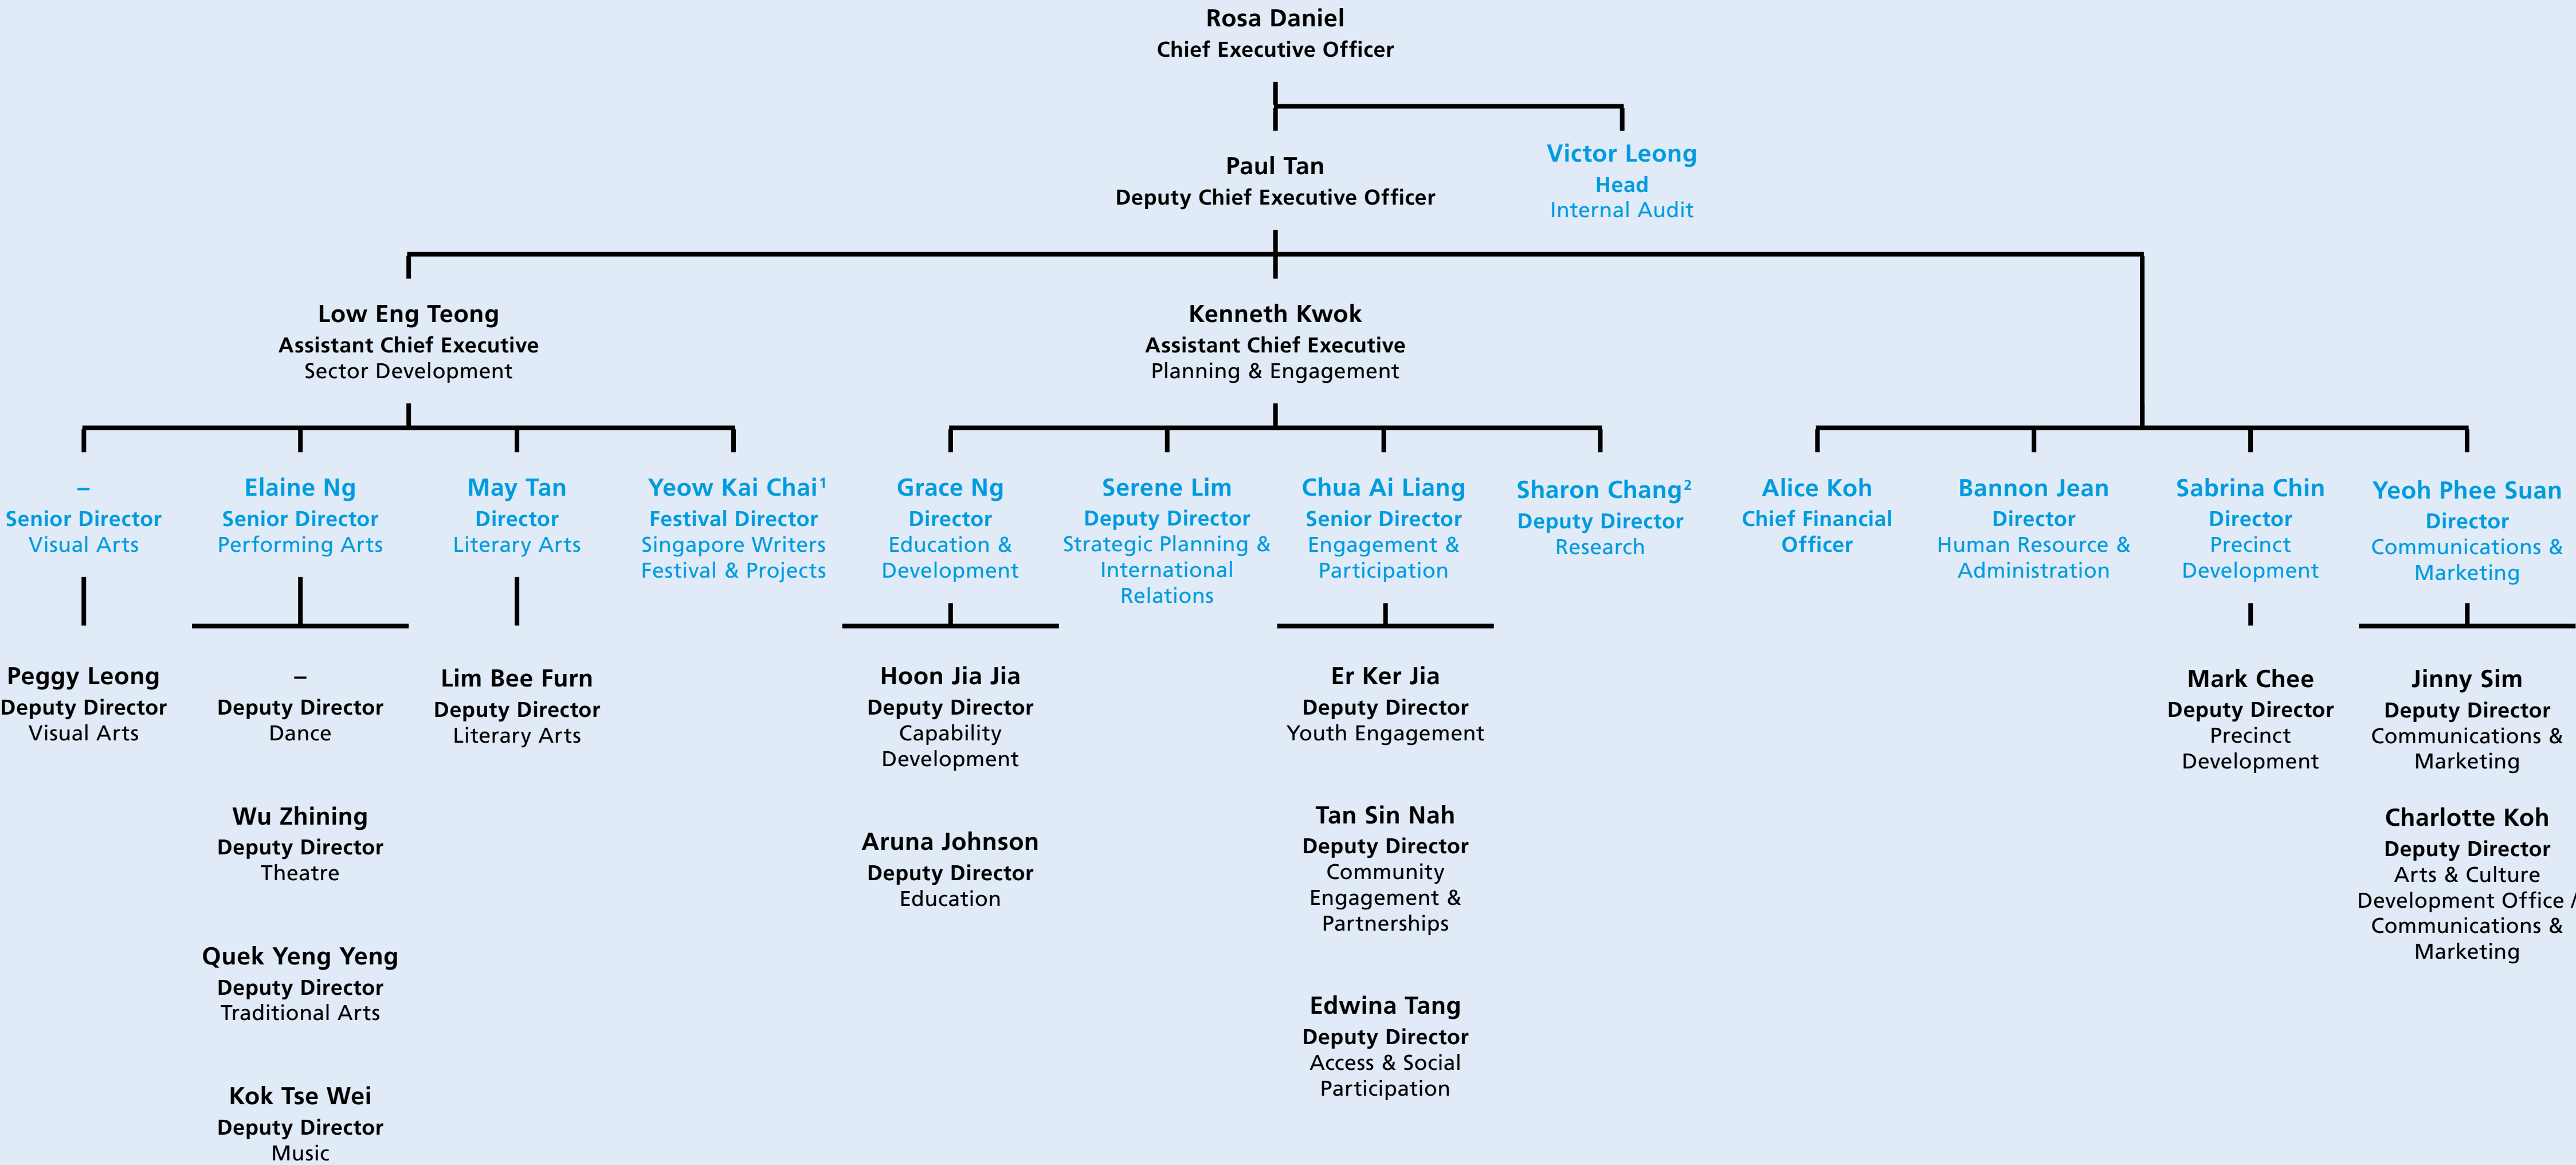 Rosa Daniel
Chief Executive Officer
Paul Tan
Deputy Chief Executive Officer
Victor Leong
Head
Internal Audit
Low Eng Teong
Assistant Chief Executive
Sector Development
Kenneth Kwok
Assistant Chief Executive
Planning & Engagement
–
Senior Director
Visual Arts
Elaine Ng
Senior Director
Performing Arts
May Tan
Director
Literary Arts
Yeow Kai Chai¹
Festival Director
Singapore Writers
Festival & Projects
Grace Ng
Director
Education &
Development
Serene Lim
Deputy Director
Strategic Planning &
International
Relations
Chua Ai Liang
Senior Director
Engagement &
Participation
Sharon Chang²
Deputy Director
Research
Alice Koh
Chief Financial
Officer
Bannon Jean
Director
Human Resource &
Administration
Sabrina Chin
Director
Precinct
Development
Yeoh Phee Suan
Director
Communications &
Marketing
Peggy Leong
Deputy Director
Visual Arts
–
Deputy Director
Dance
Wu Zhining
Deputy Director
Theatre
Quek Yeng Yeng
Deputy Director
Traditional Arts
Kok Tse Wei
Deputy Director
Music
Lim Bee Furn
Deputy Director
Literary Arts
Hoon Jia Jia
Deputy Director
Capability
Development
Aruna Johnson
Deputy Director
Education
Er Ker Jia
Deputy Director
Youth Engagement
Tan Sin Nah
Deputy Director
Community
Engagement &
Partnerships
Edwina Tang
Deputy Director
Access & Social
Participation
Mark Chee
Deputy Director
Precinct
Development
Jinny Sim
Deputy Director
Communications &
Marketing
Charlotte Koh
Deputy Director
Arts & Culture
Development Office /
Communications &
Marketing